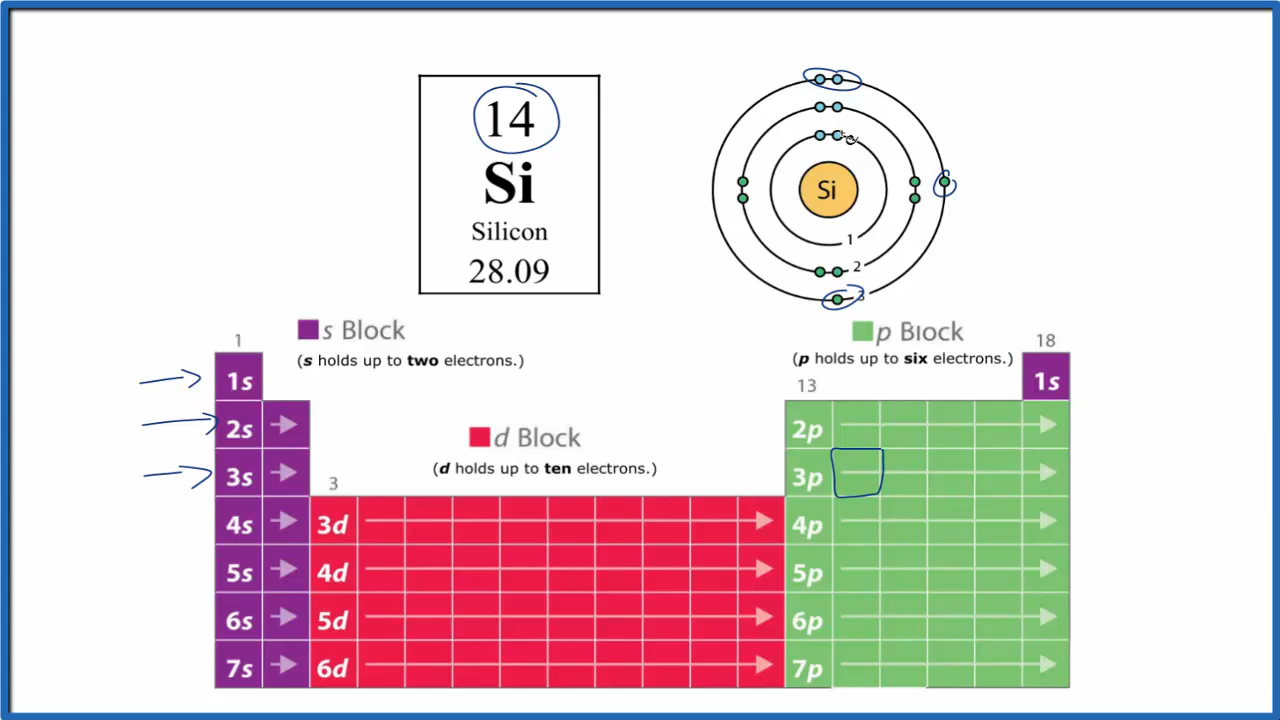 14
Si
Silicon
28.09
Si
1
2
3
s Block
(s holds up to two electrons.)
p Block
(p holds up to six electrons.)
1
18
13
1s
1s
2s
2p
d Block
(d holds up to ten electrons.)
3s
3
3p
4s
3d
4p
5s
4d
5p
6s
5d
6p
7s
6d
7p